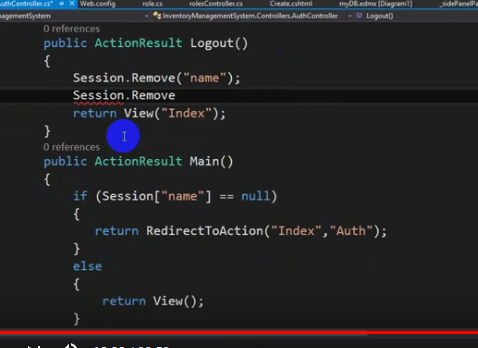 AuthController.cs* Web.config role.cs rolesController.cs Create.cshtml myDB.edmx [Diagram1] _sidePanelPa
nagementSystem InventoryManagementSystem.Controllers.AuthController Logout()
0 references
public ActionResult Logout()
{
Session.Remove("name");
Session.Remove
return View("Index");
}
0 references
public ActionResult Main()
{
if (Session["name"] == null)
{
return RedirectToAction("Index","Auth");
}
else
{
return View();
}